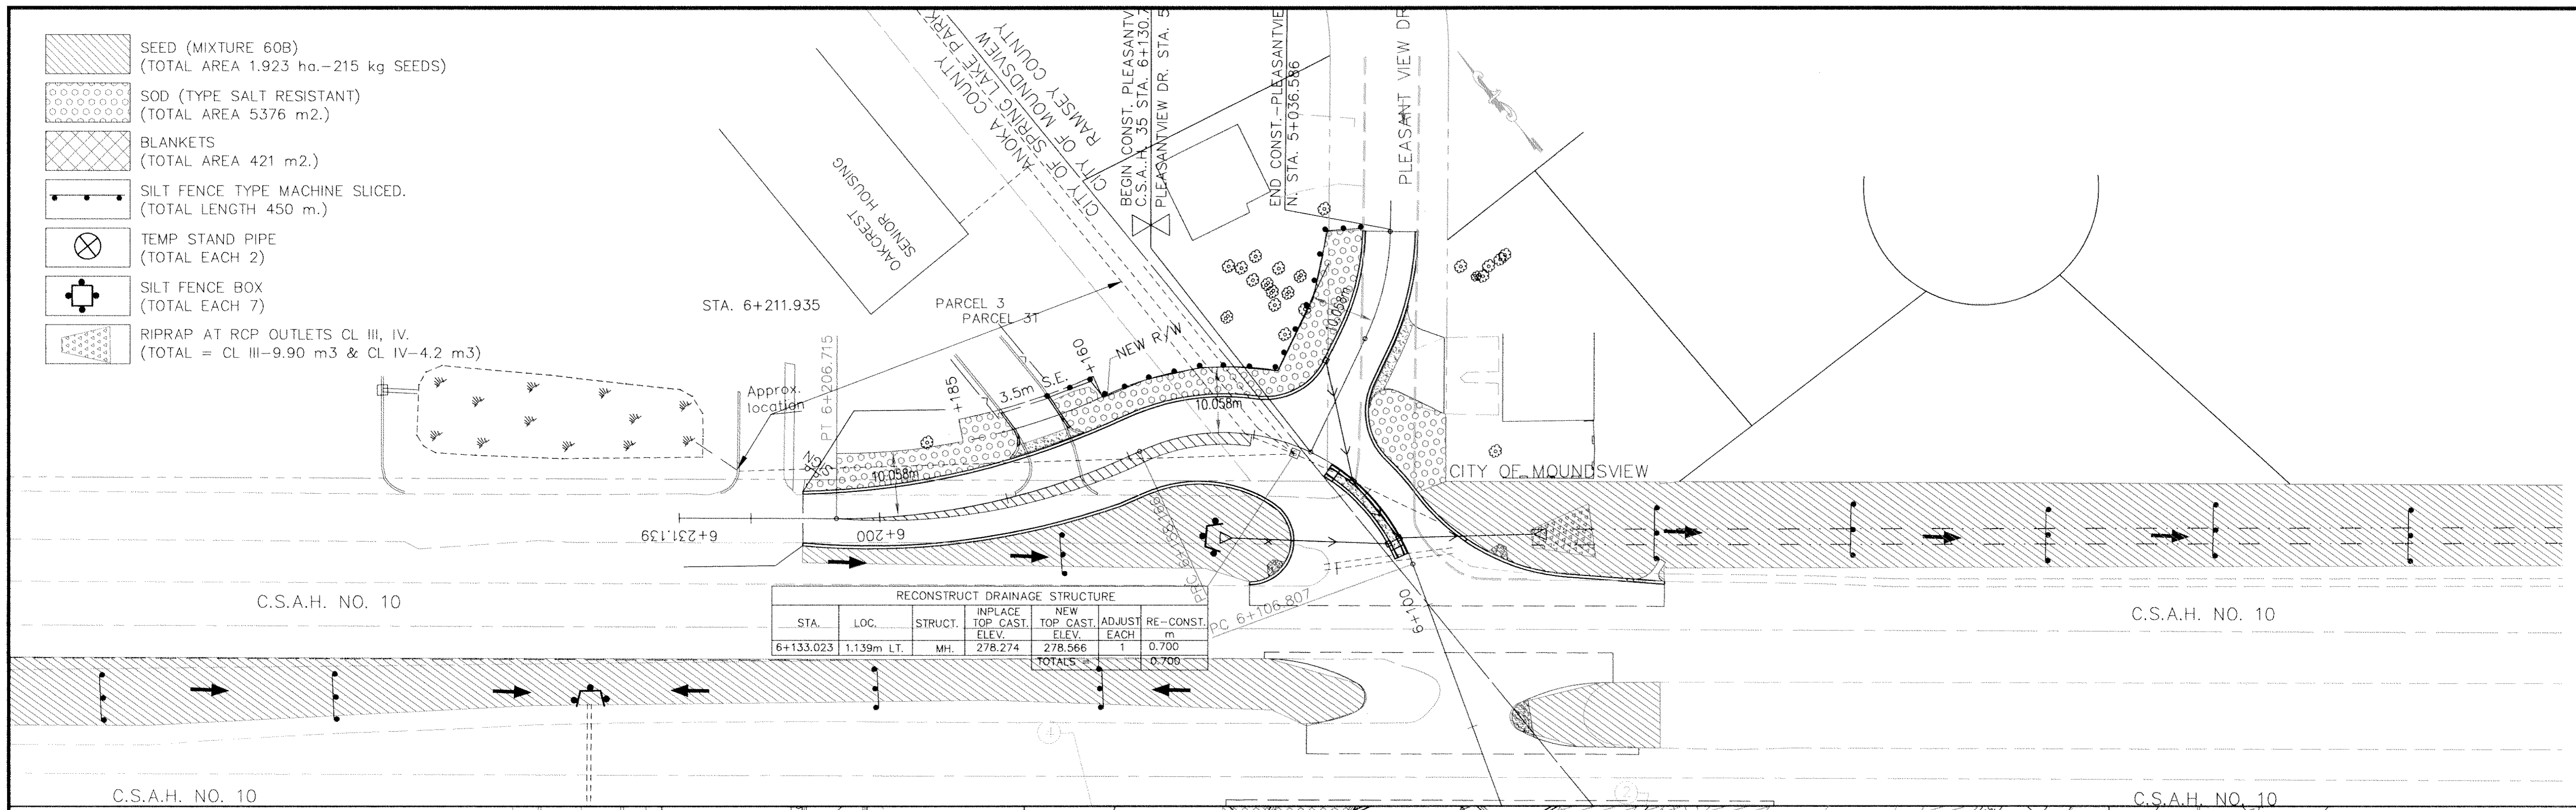 SEED (MIXTURE 60B)
(TOTAL AREA 1.923 ha.-215 kg SEEDS)
SOD (TYPE SALT RESISTANT)
(TOTAL AREA 5376 m2.)
BLANKETS
(TOTAL AREA 421 m2.)
SILT FENCE TYPE MACHINE SLICED.
(TOTAL LENGTH 450 m.)
TEMP STAND PIPE
(TOTAL EACH 2)
SILT FENCE BOX
(TOTAL EACH 7)
RIPRAP AT RCP OUTLETS CL III, IV.
(TOTAL = CL III-9.90 m3 & CL IV-4.2 m3)
ANOKA COUNTY
CITY OF SPRING LAKE PARK
CITY OF MOUNDSVIEW
RAMSEY COUNTY
BEGIN CONST. PLEASANTV
C.S.A.H. 35 STA. 6+130.7
PLEASANTVIEW DR. STA. 5
END CONST.-PLEASANTVIE
N. STA. 5+036.586
PLEASANT VIEW DR
OAKCREST
SENIOR HOUSING
STA. 6+211.935
PARCEL 3
PARCEL 3T
NEW R/W
+160
S.E.
3.5m
+185
PT 6+206.715
Approx.
location
SIGN
10.058m
10.058m
10.058m
CITY OF MOUNDSVIEW
6+231.139
6+200
PC 6+106.807
6+100
C.S.A.H. NO. 10
C.S.A.H. NO. 10
RECONSTRUCT DRAINAGE STRUCTURE
STA. LOC. STRUCT. INPLACE TOP CAST. ELEV. NEW TOP CAST. ELEV. ADJUST EACH RE-CONST. m
6+133.023 1.139m LT. MH. 278.274 278.566 1 0.700
TOTALS = 0.700
4
2
C.S.A.H. NO. 10
C.S.A.H. NO. 10